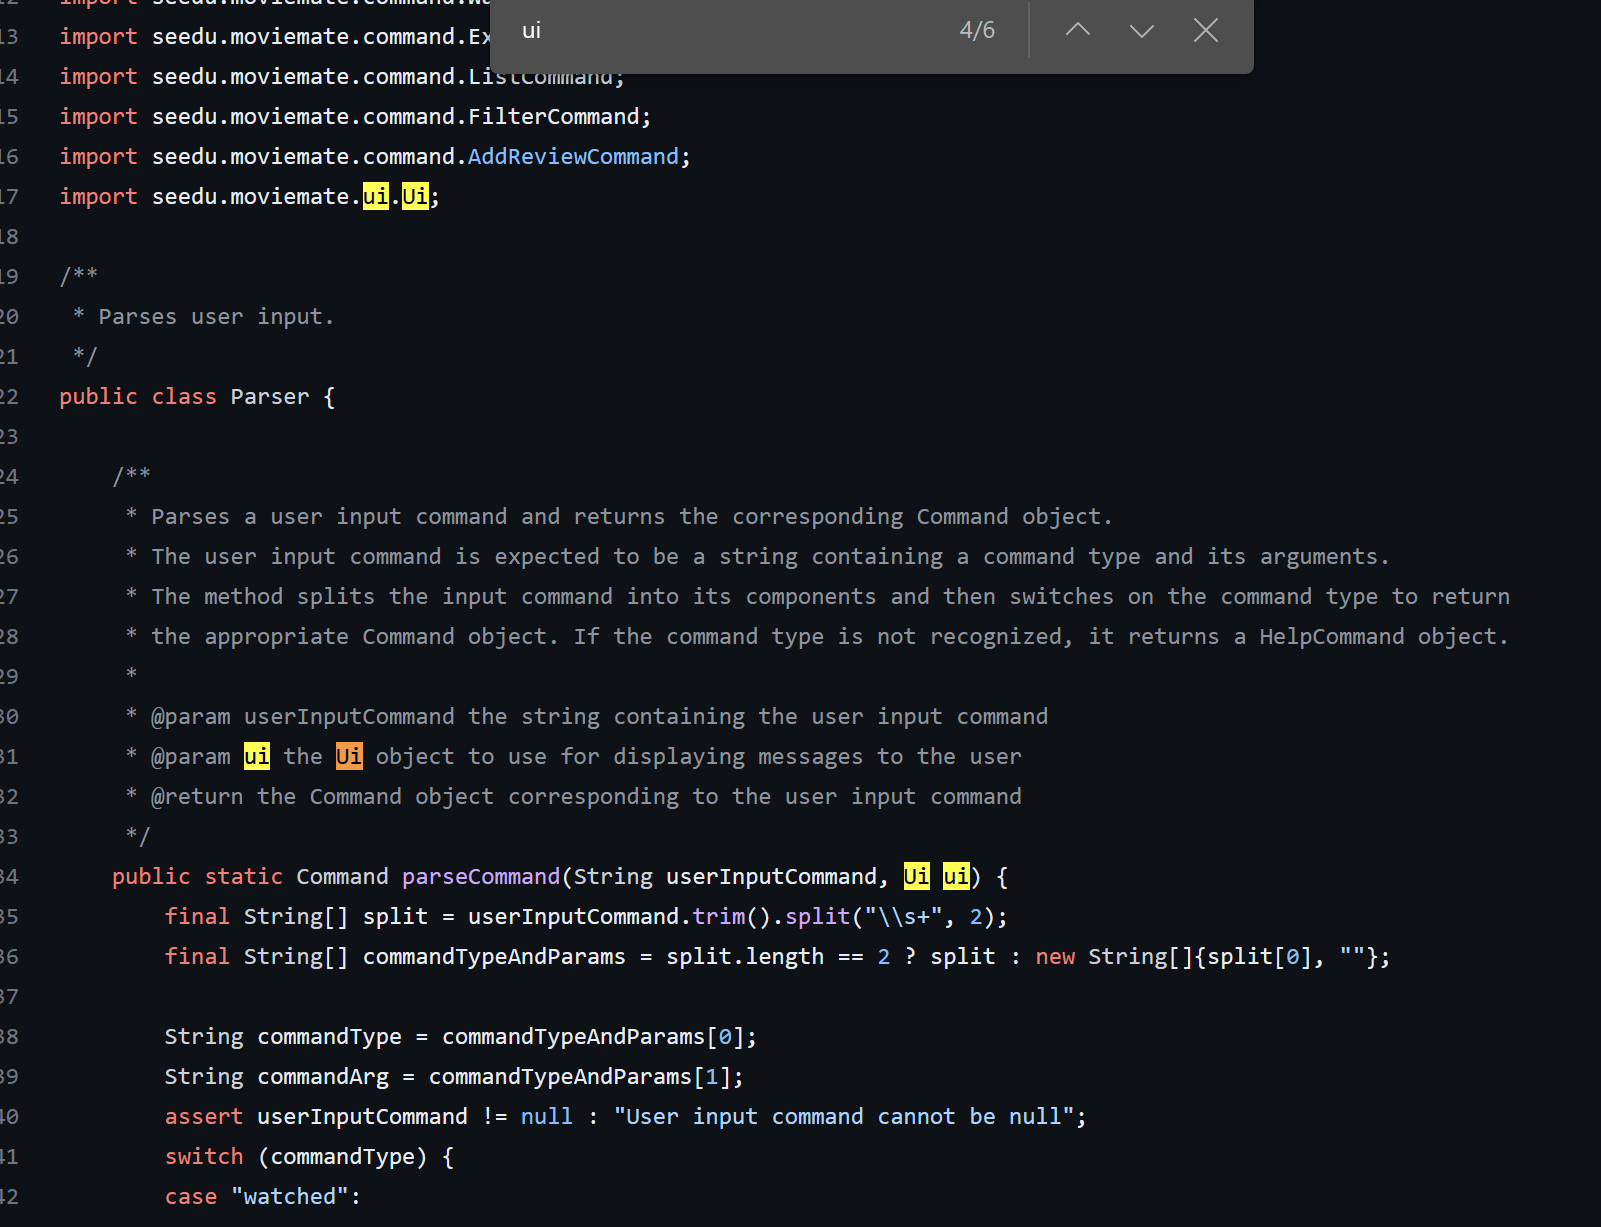 ui 4/6
import seedu.moviemate.command.Ex
import seedu.moviemate.command.ListCommand;
15 import seedu.moviemate.command.FilterCommand;
16 import seedu.moviemate.command.AddReviewCommand;
17 import seedu.moviemate.ui.Ui;
18
19 /**
20 * Parses user input.
21 */
22 public class Parser {
23
24 /**
25 * Parses a user input command and returns the corresponding Command object.
26 * The user input command is expected to be a string containing a command type and its arguments.
27 * The method splits the input command into its components and then switches on the command type to return
28 * the appropriate Command object. If the command type is not recognized, it returns a HelpCommand object.
29 *
30 * @param userInputCommand the string containing the user input command
31 * @param ui the Ui object to use for displaying messages to the user
32 * @return the Command object corresponding to the user input command
33 */
34 public static Command parseCommand(String userInputCommand, Ui ui) {
35 final String[] split = userInputCommand.trim().split("\\s+", 2);
36 final String[] commandTypeAndParams = split.length == 2 ? split : new String[]{split[0], ""};
37
38 String commandType = commandTypeAndParams[0];
39 String commandArg = commandTypeAndParams[1];
40 assert userInputCommand != null : "User input command cannot be null";
41 switch (commandType) {
42 case "watched":